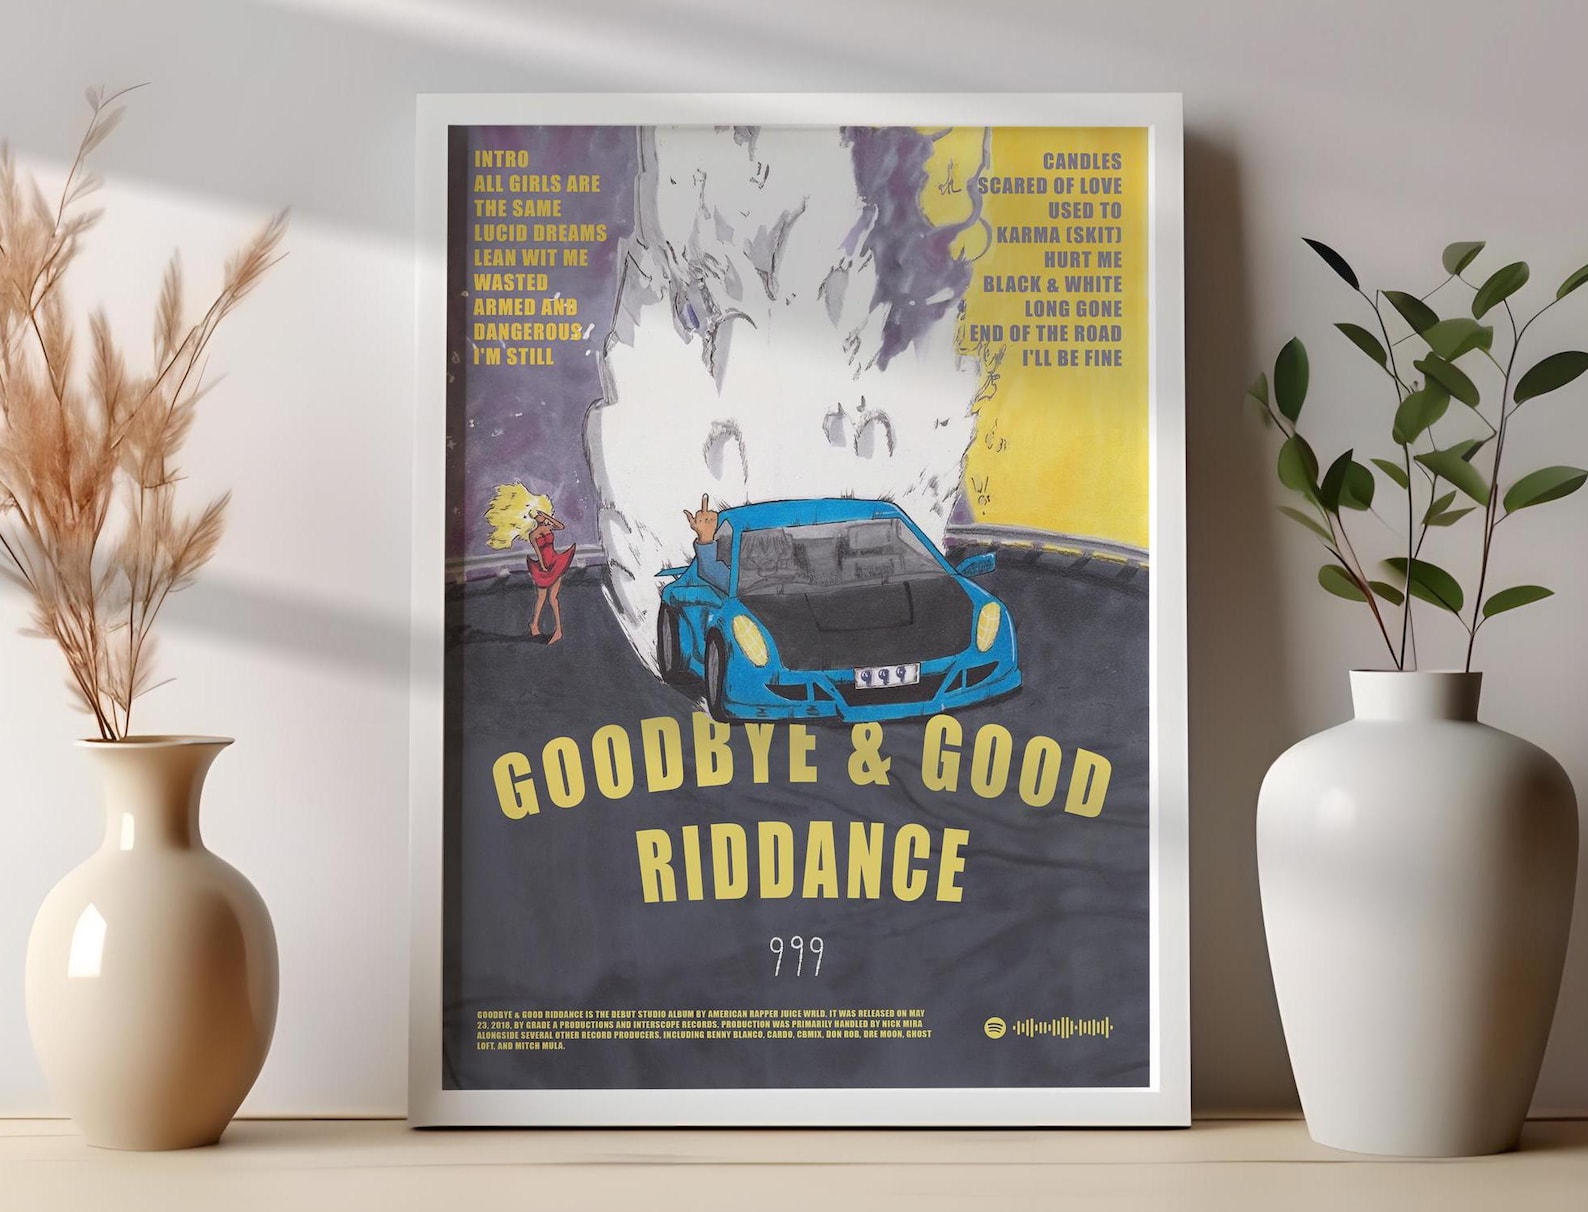 INTRO
ALL GIRLS ARE
THE SAME
LUCID DREAMS
LEAN WIT ME
WASTED
ARMED AND
DANGEROUS
I'M STILL
CANDLES
SCARED OF LOVE
USED TO
KARMA (SKIT)
HURT ME
BLACK & WHITE
LONG GONE
END OF THE ROAD
I'LL BE FINE
999
GOODBYE & GOOD
RIDDANCE
999
GOODBYE & GOOD RIDDANCE IS THE DEBUT STUDIO ALBUM BY AMERICAN RAPPER JUICE WRLD. IT WAS RELEASED ON MAY
23, 2018, BY GRADE A PRODUCTIONS AND INTERSCOPE RECORDS. PRODUCTION WAS PRIMARILY HANDLED BY NICK MIRA
ALONGSIDE SEVERAL OTHER RECORD PRODUCERS, INCLUDING BENNY BLANCO, CARDO, CBMIX, DON ROB, DRE MOON, GHOST
LOFT, AND MITCH MULA.